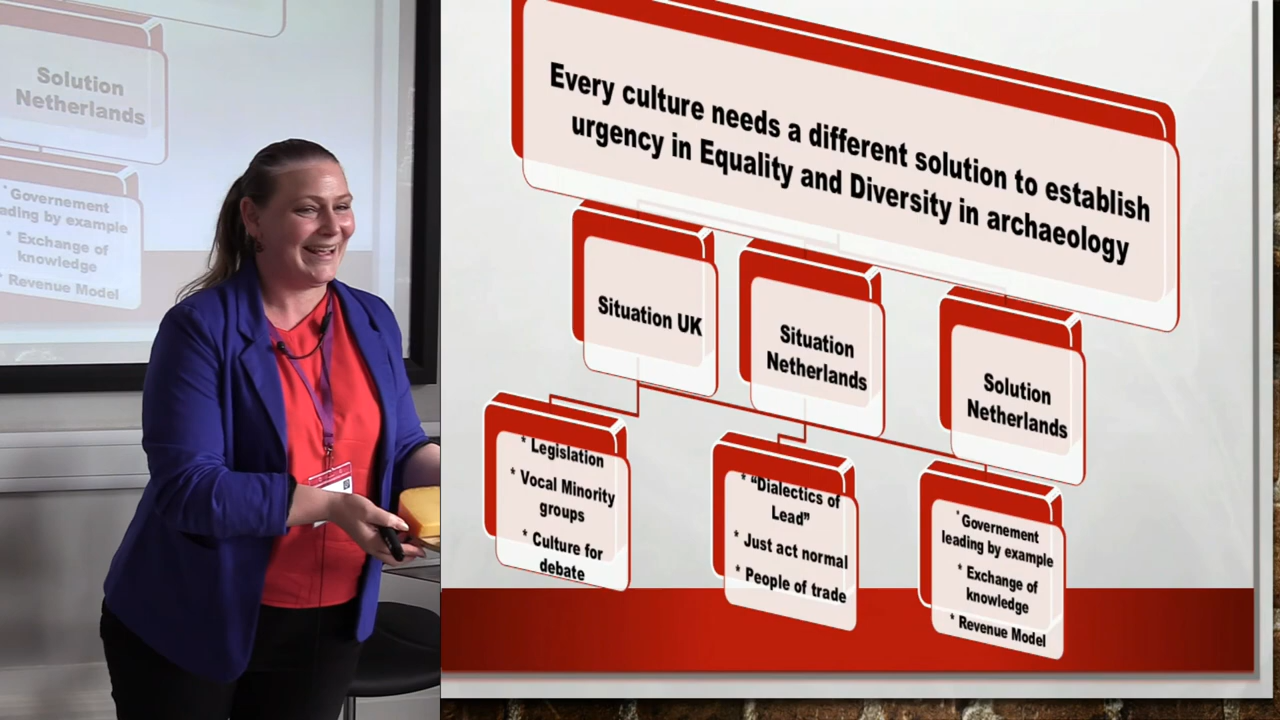 Solution
Netherlands
* Governement
ading by example
* Exchange of
knowledge
* Revenue Model
Every culture needs a different solution to establish
urgency in Equality and Diversity in archaeology
Situation UK
Situation
Netherlands
Solution
Netherlands
* Legislation
* Vocal Minority
groups
* Culture for
debate
* “Dialectics of
Lead”
* Just act normal
* People of trade
* Governement
leading by example
* Exchange of
knowledge
* Revenue Model